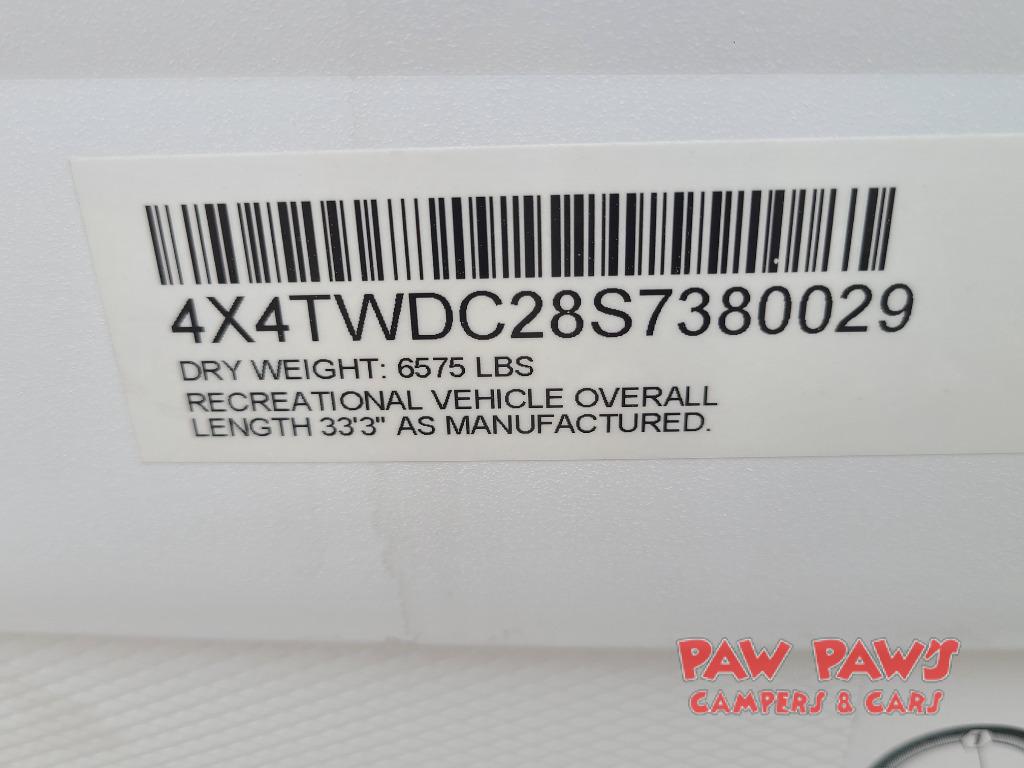 4X4TWDC28S7380029
DRY WEIGHT: 6575 LBS
RECREATIONAL VEHICLE OVERALL
LENGTH 33'3" AS MANUFACTURED.
PAW PAW'S
CAMPERS & CARS